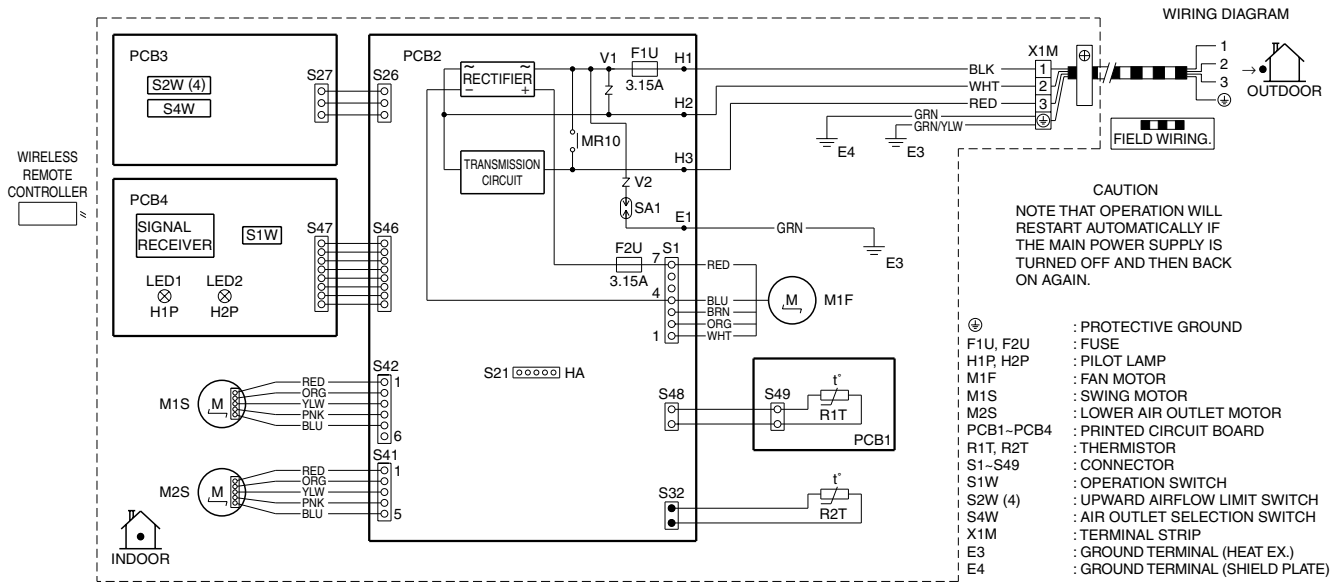 WIRING DIAGRAM
PCB3
S2W (4)
S4W
S27
S26
PCB2
RECTIFIER
~
~
−
+
V1
F1U
3.15A
H1
H2
H3
MR10
TRANSMISSION
CIRCUIT
Z V2
SA1
E1
GRN
E3
BLK
WHT
RED
GRN
GRN/YLW
E4
E3
X1M
1
2
3
1
2
3
OUTDOOR
FIELD WIRING.
WIRELESS
REMOTE
CONTROLLER
PCB4
SIGNAL
RECEIVER
S1W
LED1
H1P
LED2
H2P
S47
S46
F2U
3.15A
S1
7
4
1
RED
BLU
BRN
ORG
WHT
M
M1F
S21
HA
M1S
M
RED
ORG
YLW
PNK
BLU
S42
1
6
M2S
M
RED
ORG
YLW
PNK
BLU
S41
1
5
INDOOR
S48
S49
t°
R1T
PCB1
S32
t°
R2T
CAUTION
NOTE THAT OPERATION WILL
RESTART AUTOMATICALLY IF
THE MAIN POWER SUPPLY IS
TURNED OFF AND THEN BACK
ON AGAIN.
: PROTECTIVE GROUND
F1U, F2U : FUSE
H1P, H2P : PILOT LAMP
M1F : FAN MOTOR
M1S : SWING MOTOR
M2S : LOWER AIR OUTLET MOTOR
PCB1~PCB4 : PRINTED CIRCUIT BOARD
R1T, R2T : THERMISTOR
S1~S49 : CONNECTOR
S1W : OPERATION SWITCH
S2W (4) : UPWARD AIRFLOW LIMIT SWITCH
S4W : AIR OUTLET SELECTION SWITCH
X1M : TERMINAL STRIP
E3 : GROUND TERMINAL (HEAT EX.)
E4 : GROUND TERMINAL (SHIELD PLATE)